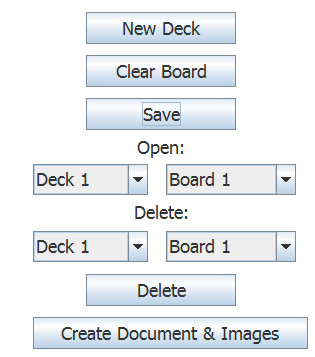 New Deck
Clear Board
Save
Open:
Deck 1 Board 1
Delete:
Deck 1 Board 1
Delete
Create Document & Images